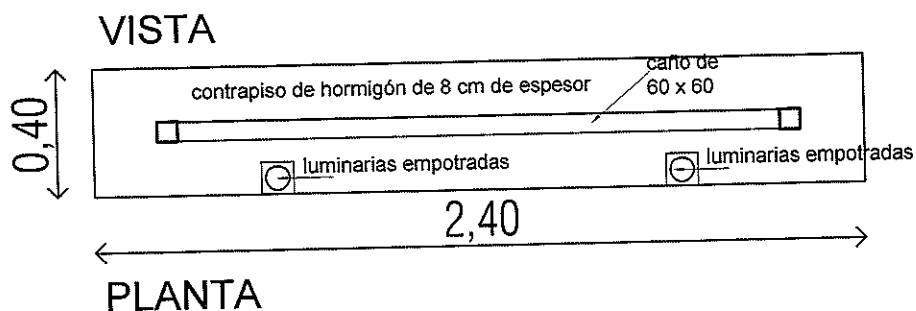 VISTA
caño de
60 x 60
contrapiso de hormigón de 8 cm de espesor
0,40
luminarias empotradas
luminarias empotradas
2,40
PLANTA